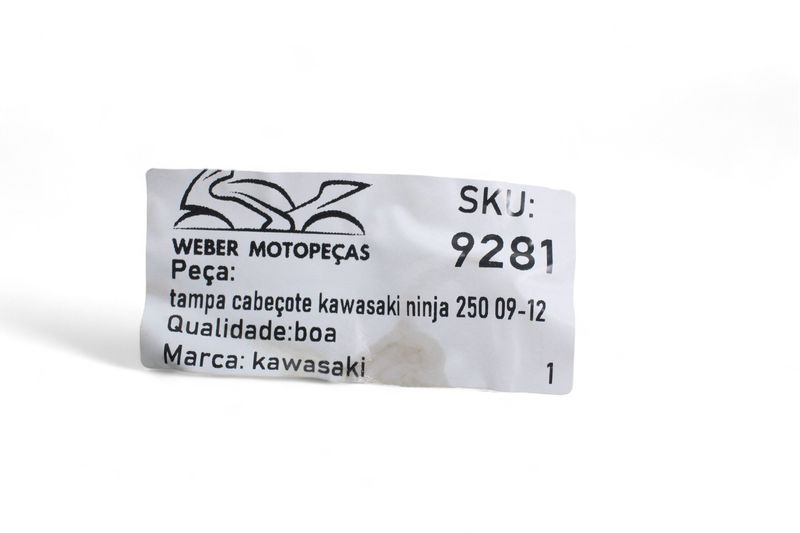 WEBER MOTOPEÇAS
SKU:
9281
Peça:
tampa cabeçote kawasaki ninja 250 09-12
Qualidade:boa
Marca: kawasaki
1